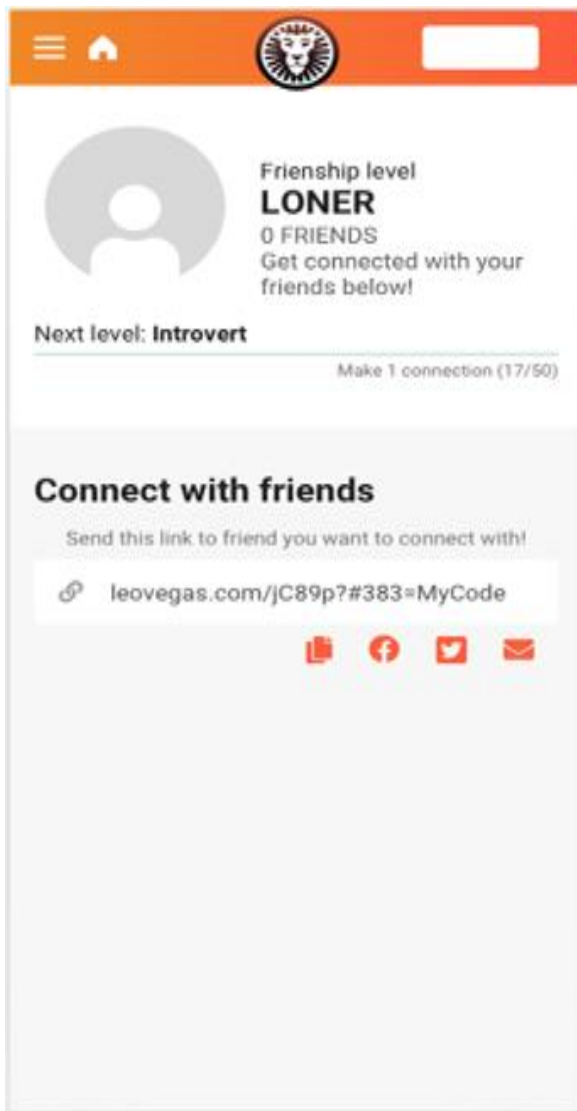 Frienship level
LONER
0 FRIENDS
Get connected with your
friends below!
Next level: Introvert
Make 1 connection (17/50)
Connect with friends
Send this link to friend you want to connect with!
leovegas.com/jC89p?#383=MyCode